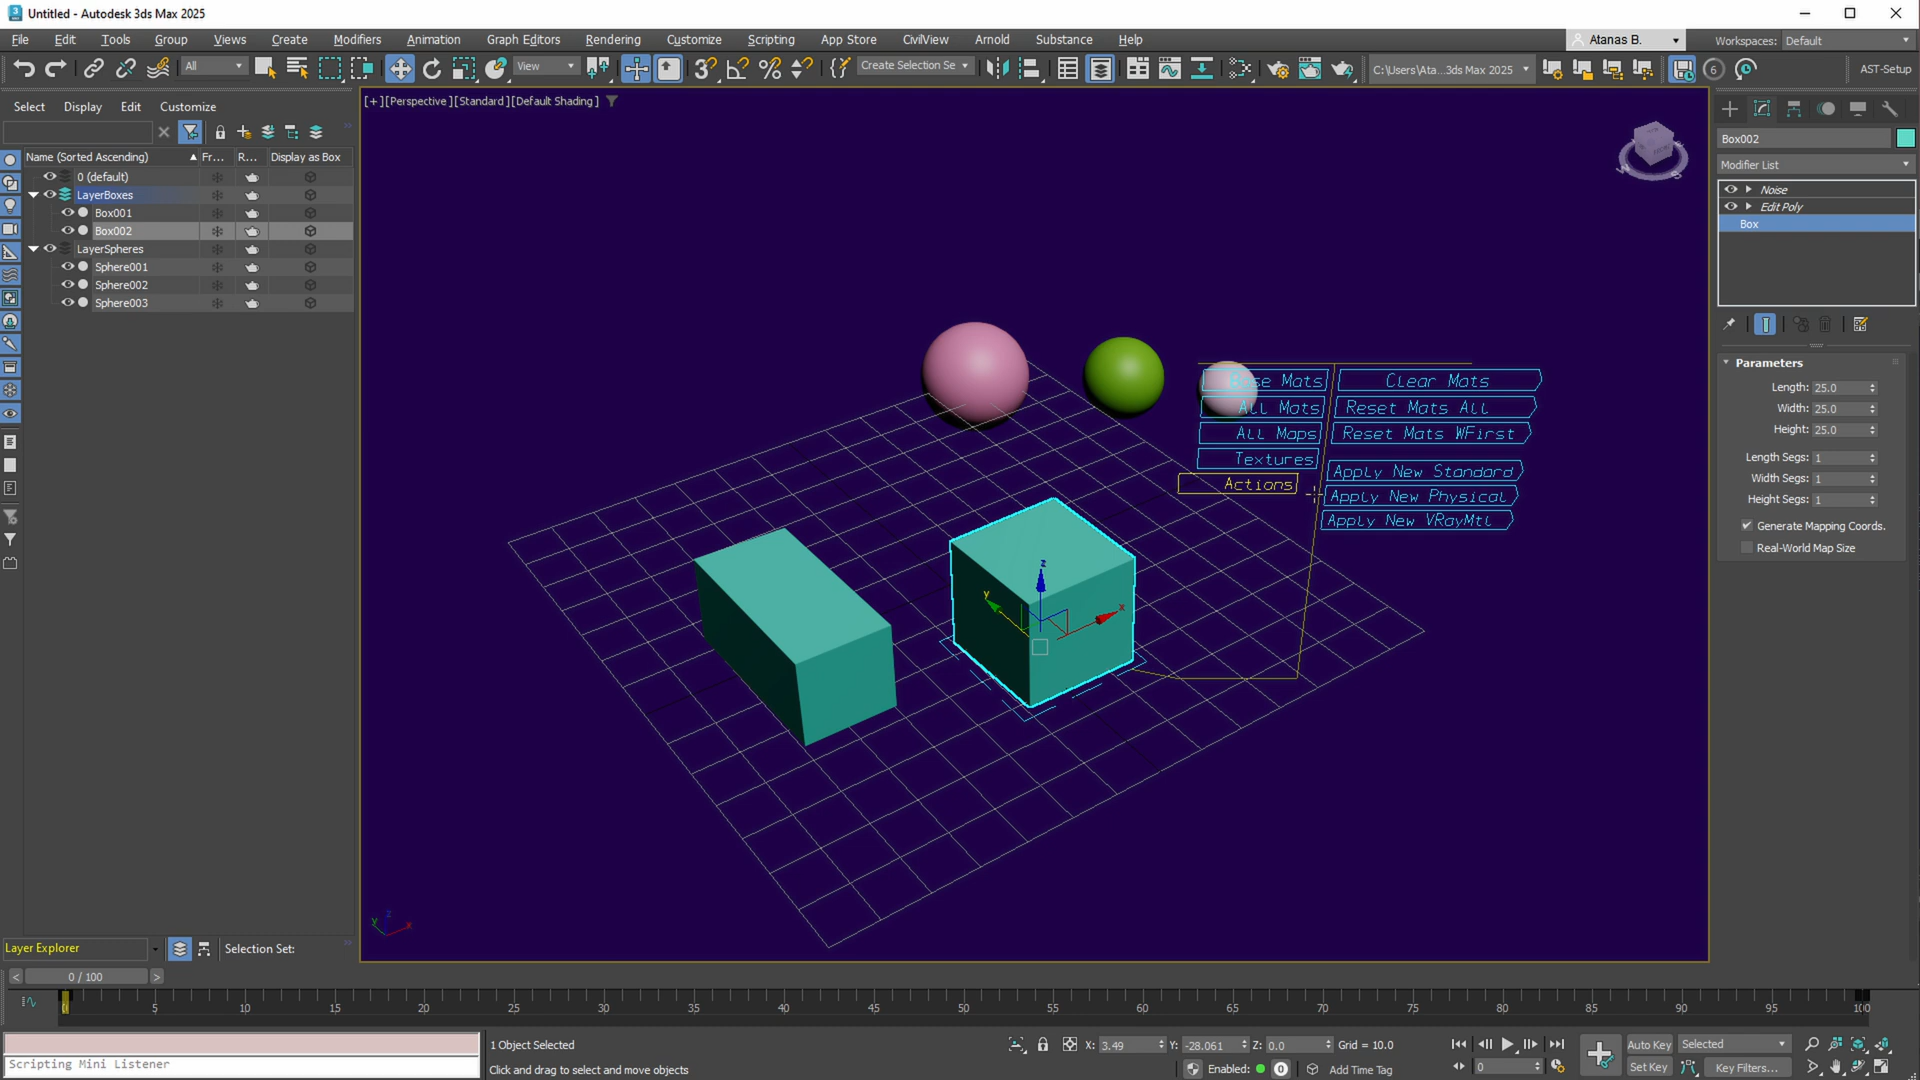 Untitled - Autodesk 3ds Max 2025
File Edit Tools Group Views Create Modifiers Animation Graph Editors Rendering Customize Scripting App Store CivilView Arnold Substance Help
Atanas B.
Workspaces: Default
All
View
Create Selection Se
C:\Users\Ata...3ds Max 2025
6
AST-Setup
Select Display Edit Customize
Name (Sorted Ascending) Fr... R... Display as Box
0 (default)
LayerBoxes
Box001
Box002
LayerSpheres
Sphere001
Sphere002
Sphere003
[+][Perspective][Standard][Default Shading]
Base Mats Clear Mats
All Mats Reset Mats All
All Maps Reset Mats WFirst
Textures Apply New Standard
Actions Apply New Physical
Apply New VRayMtl
z
y
x
z
y
x
Box002
Modifier List
Noise
Edit Poly
Box
Parameters
Length: 25.0
Width: 25.0
Height: 25.0
Length Segs: 1
Width Segs: 1
Height Segs: 1
Generate Mapping Coords.
Real-World Map Size
Layer Explorer
Selection Set:
< 0 / 100 >
0 5 10 15 20 25 30 35 40 45 50 55 60 65 70 75 80 85 90 95 100
Scripting Mini Listener
1 Object Selected
Click and drag to select and move objects
X: 3.49 Y: -28.061 Z: 0.0 Grid = 10.0
Enabled: 0 Add Time Tag
0
Auto Key Selected
Set Key Key Filters...